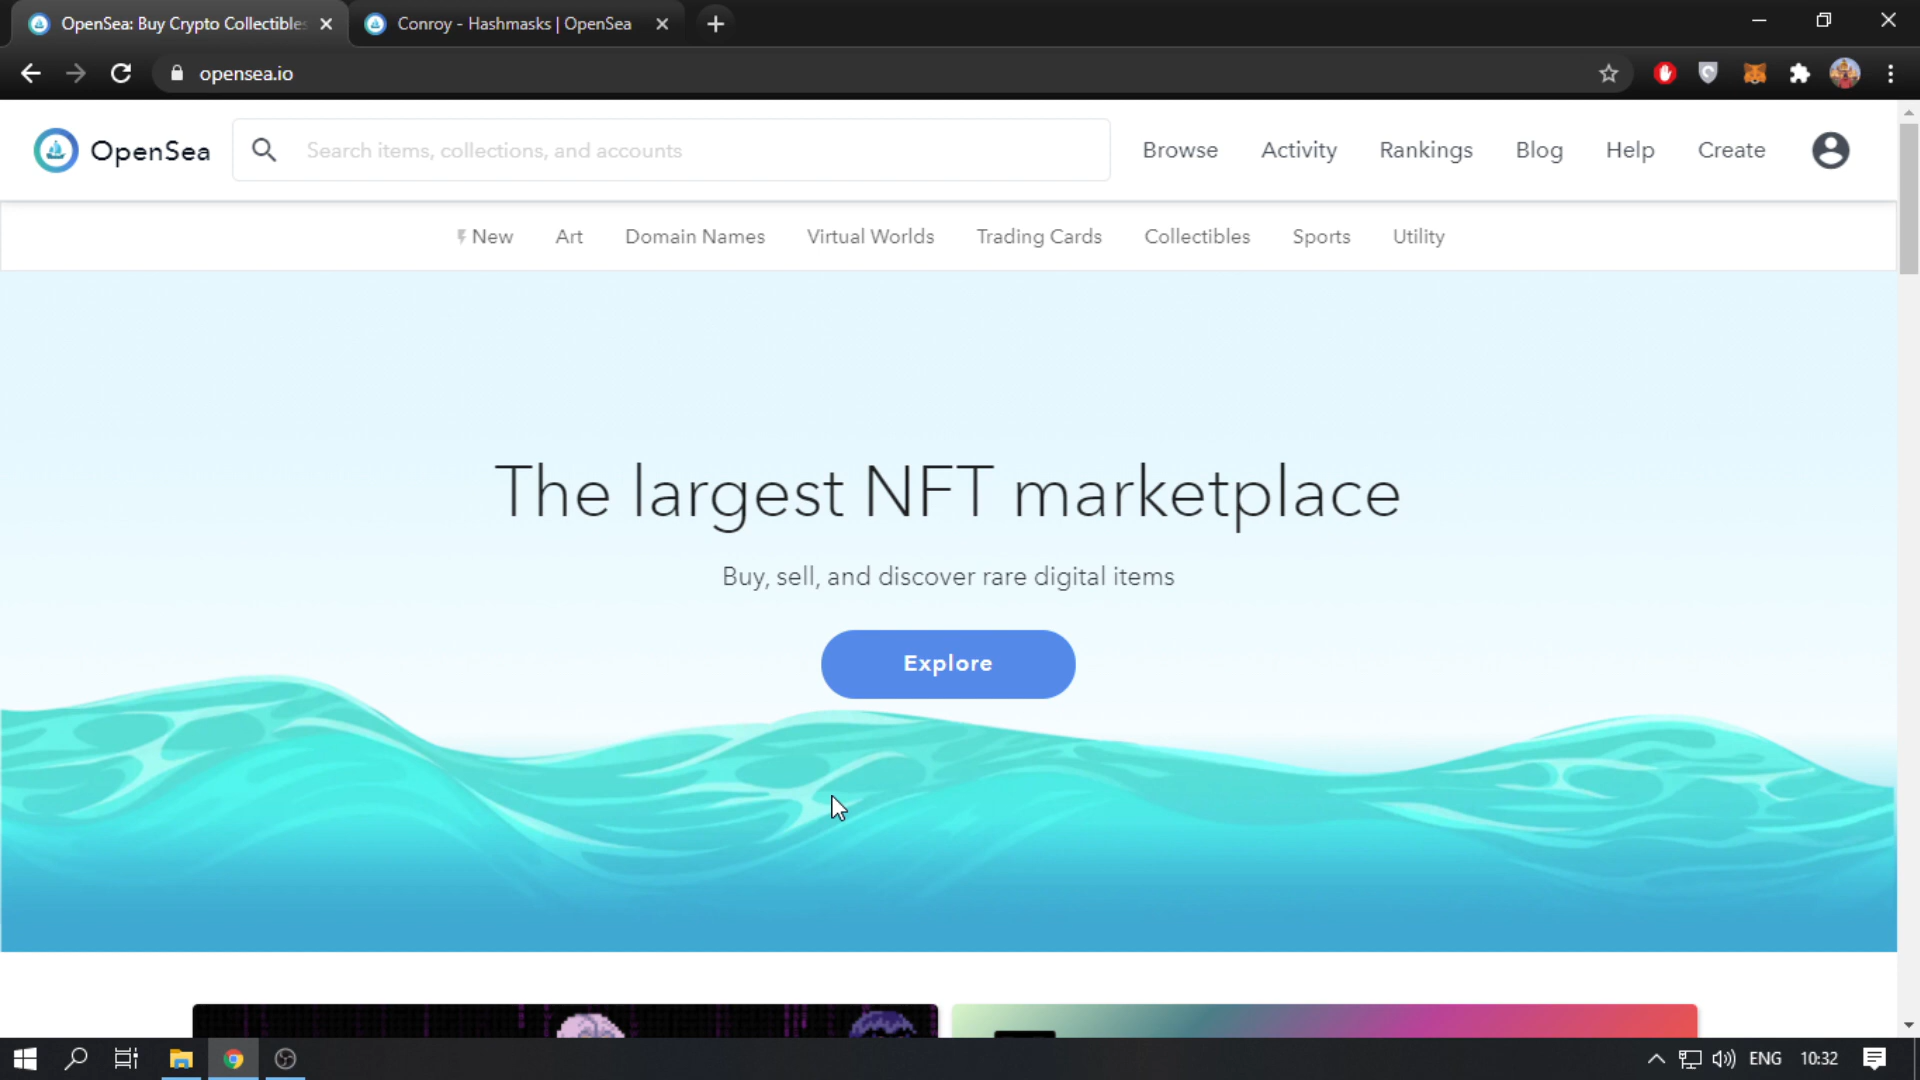 OpenSea: Buy Crypto Collectibles
Conroy - Hashmasks | OpenSea
opensea.io
OpenSea
Search items, collections, and accounts
Browse
Activity
Rankings
Blog
Help
Create
New
Art
Domain Names
Virtual Worlds
Trading Cards
Collectibles
Sports
Utility
The largest NFT marketplace
Buy, sell, and discover rare digital items
Explore
ENG
10:32